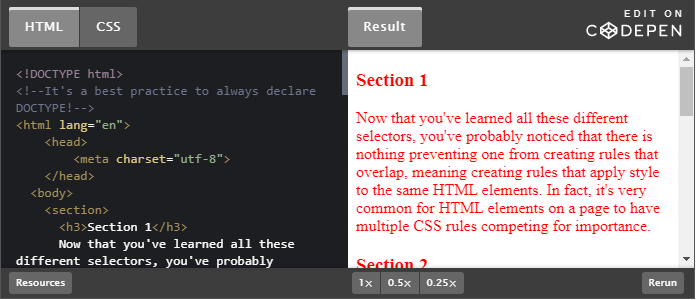 HTML
CSS
Result
EDIT ON
CODEPEN
<!DOCTYPE html>
<!--It's a best practice to always declare
DOCTYPE!-->
<html lang="en">
<head>
<meta charset="utf-8">
</head>
<body>
<section>
<h3>Section 1</h3>
Now that you've learned all these
different selectors, you've probably
Section 1
Now that you've learned all these different
selectors, you've probably noticed that there is
nothing preventing one from creating rules that
overlap, meaning creating rules that apply style
to the same HTML elements. In fact, it's very
common for HTML elements on a page to have
multiple CSS rules competing for importance.
Section 2
Resources
1×
0.5×
0.25×
Rerun